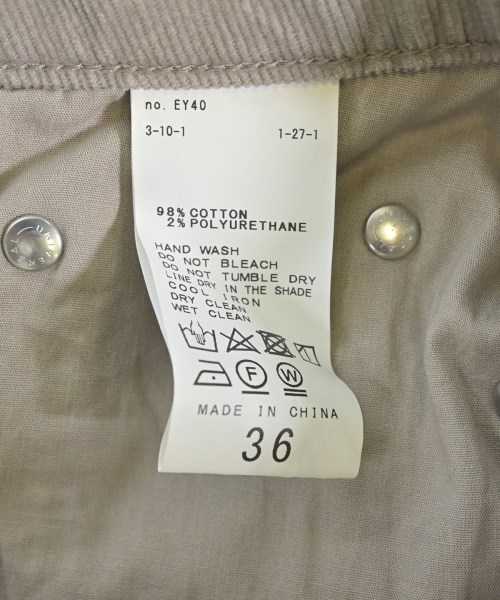 no. EY40
3-10-1 1-27-1
98% COTTON
2% POLYURETHANE
HAND WASH
DO NOT BLEACH
DO NOT TUMBLE DRY
LINE DRY IN THE SHADE
COOL IRON
DRY CLEAN
WET CLEAN
F W
MADE IN CHINA
36
UNIVERSAL